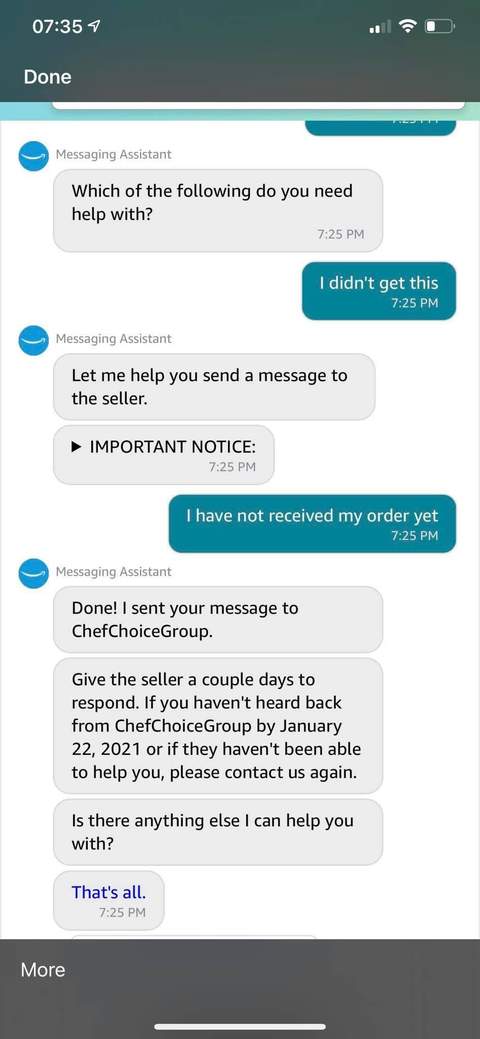 07:35
Done
7:25 PM
Messaging Assistant
Which of the following do you need
help with?
7:25 PM
I didn't get this
7:25 PM
Messaging Assistant
Let me help you send a message to
the seller.
IMPORTANT NOTICE:
7:25 PM
I have not received my order yet
7:25 PM
Messaging Assistant
Done! I sent your message to
ChefChoiceGroup.
Give the seller a couple days to
respond. If you haven't heard back
from ChefChoiceGroup by January
22, 2021 or if they haven't been able
to help you, please contact us again.
Is there anything else I can help you
with?
That's all.
7:25 PM
More